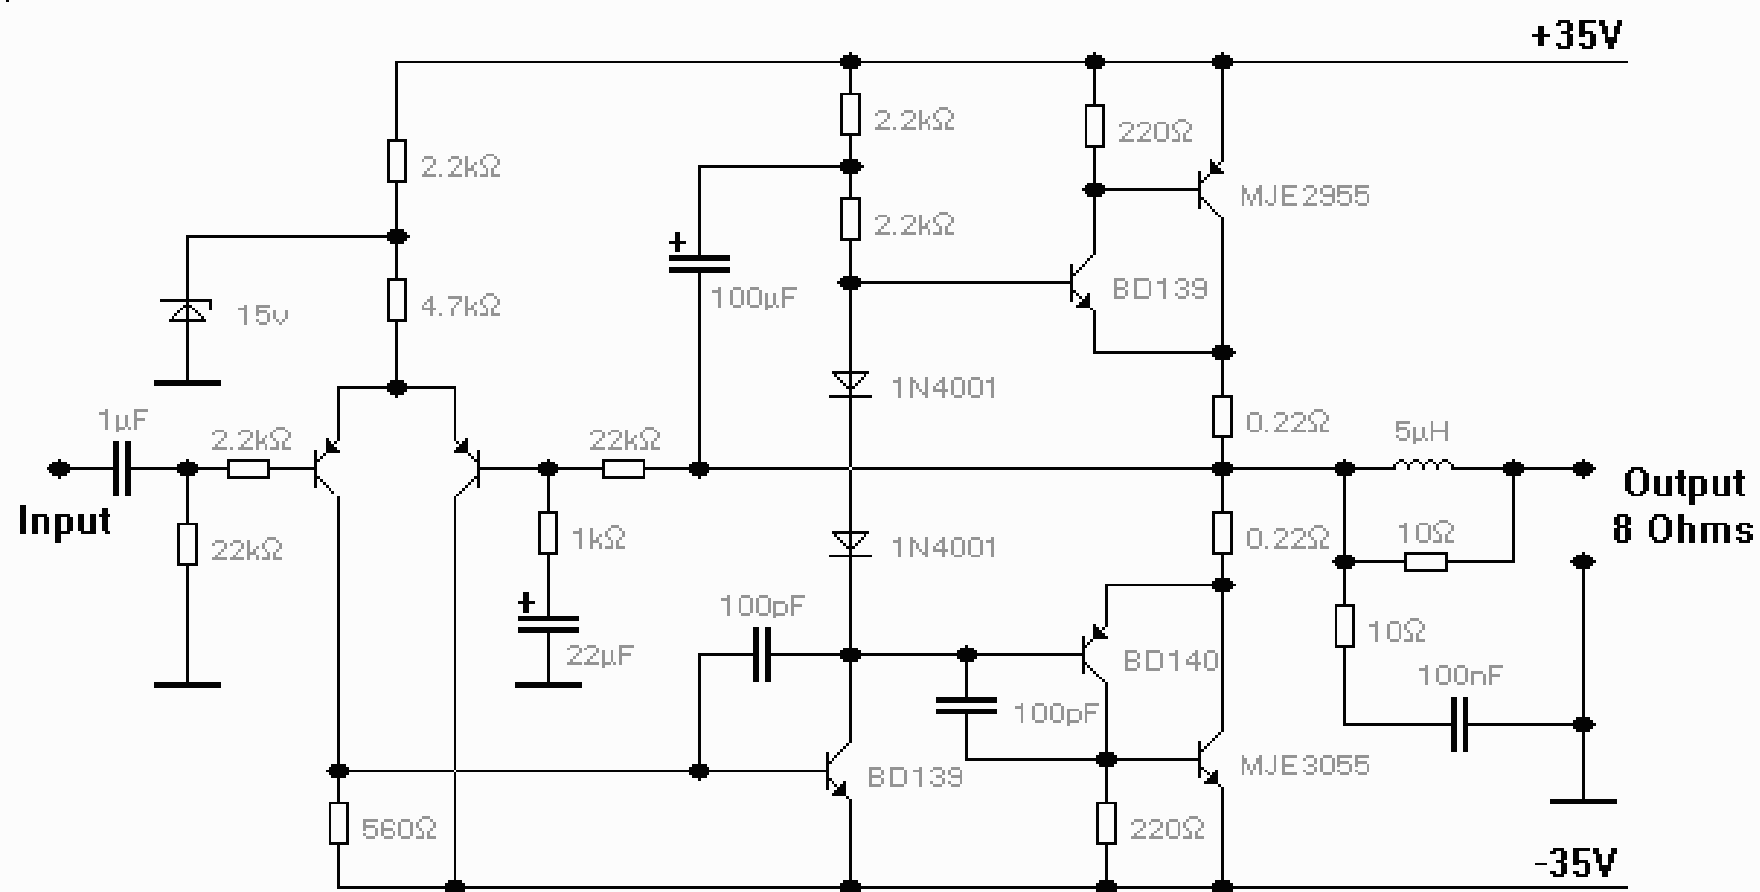 +35V
2.2kΩ
220Ω
2.2kΩ
MJE2955
2.2kΩ
+
100µF
BD139
15v
4.7kΩ
1N4001
1µF
2.2kΩ
22kΩ
0.22Ω
5µH
Input
Output
8 Ohms
22kΩ
1kΩ
1N4001
0.22Ω
10Ω
+
100pF
22µF
BD140
10Ω
100nF
100pF
BD139
MJE3055
560Ω
220Ω
-35V